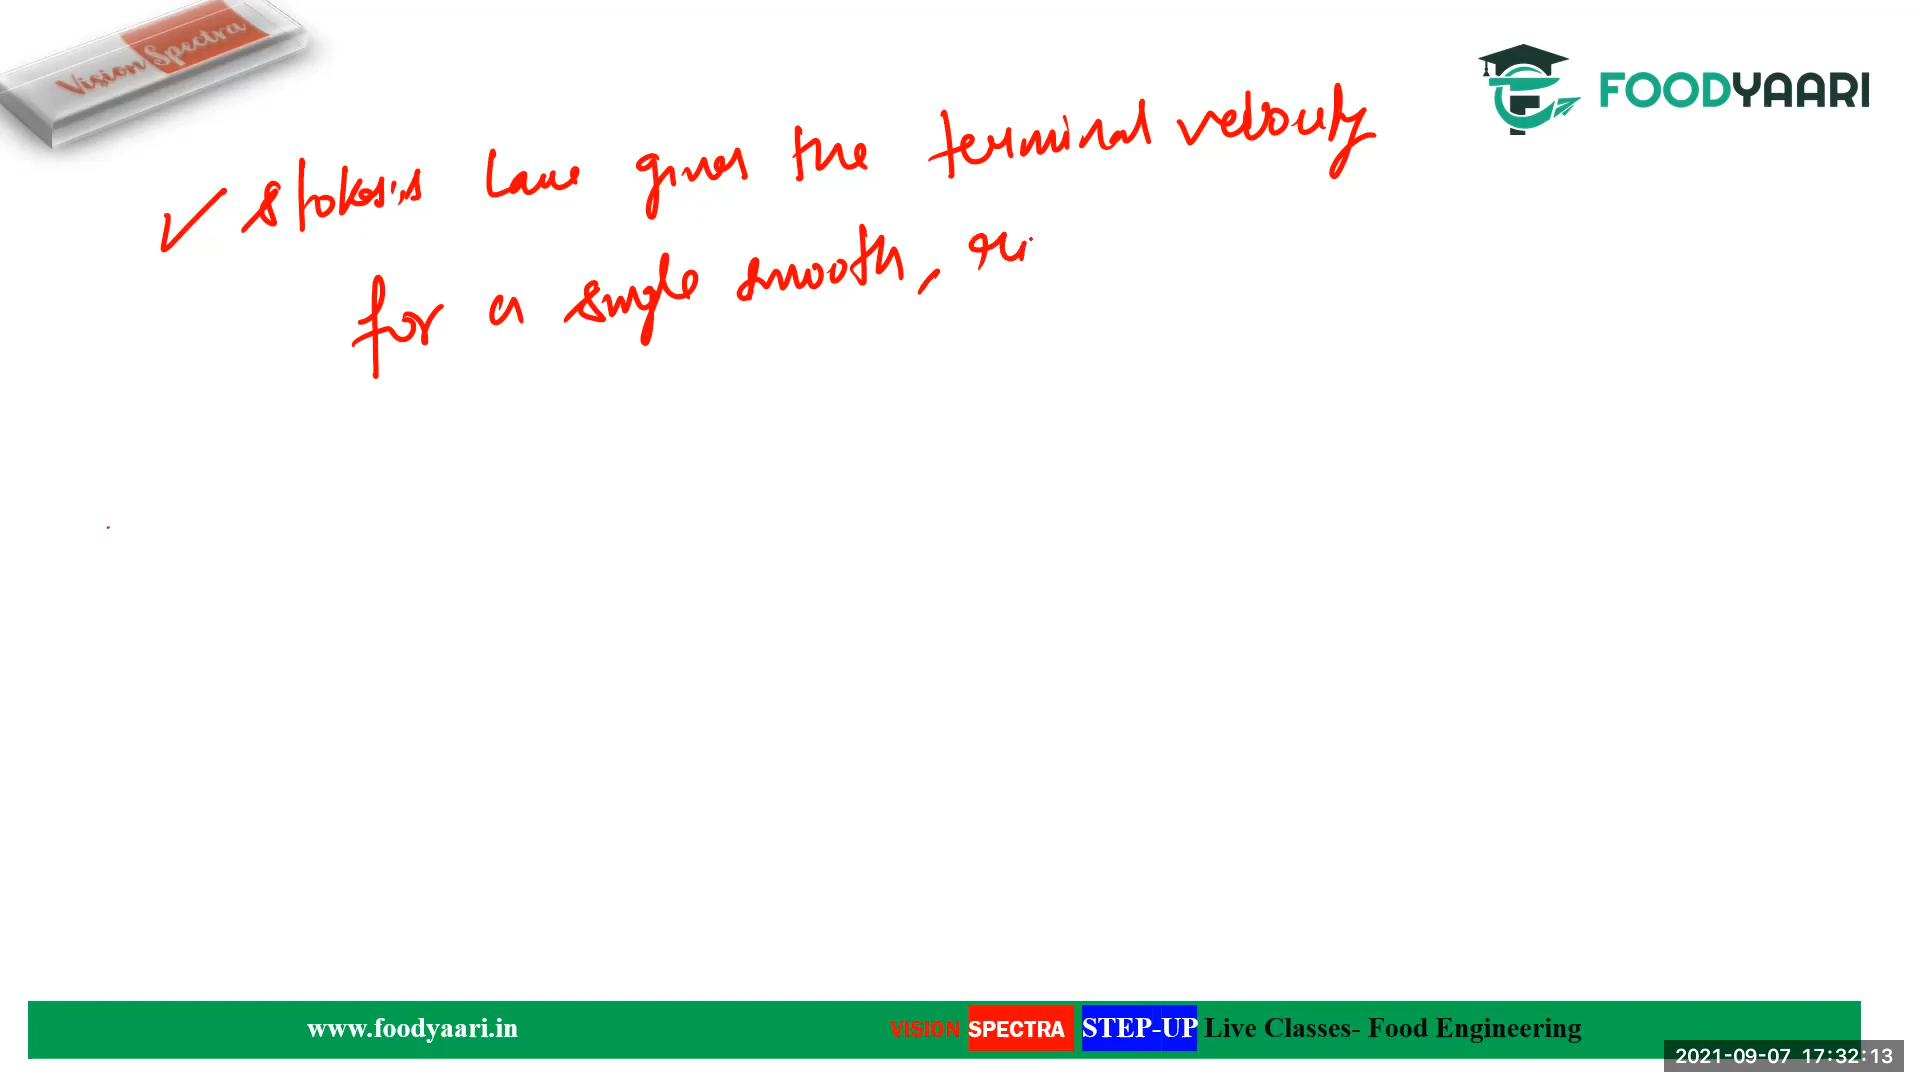 Vision Spectra
FOODYAARI
✓ Stokes's Law gives the terminal velocity
for a single smooth, ri
www.foodyaari.in
VISION SPECTRA STEP-UP Live Classes- Food Engineering
2021-09-07 17:32:13